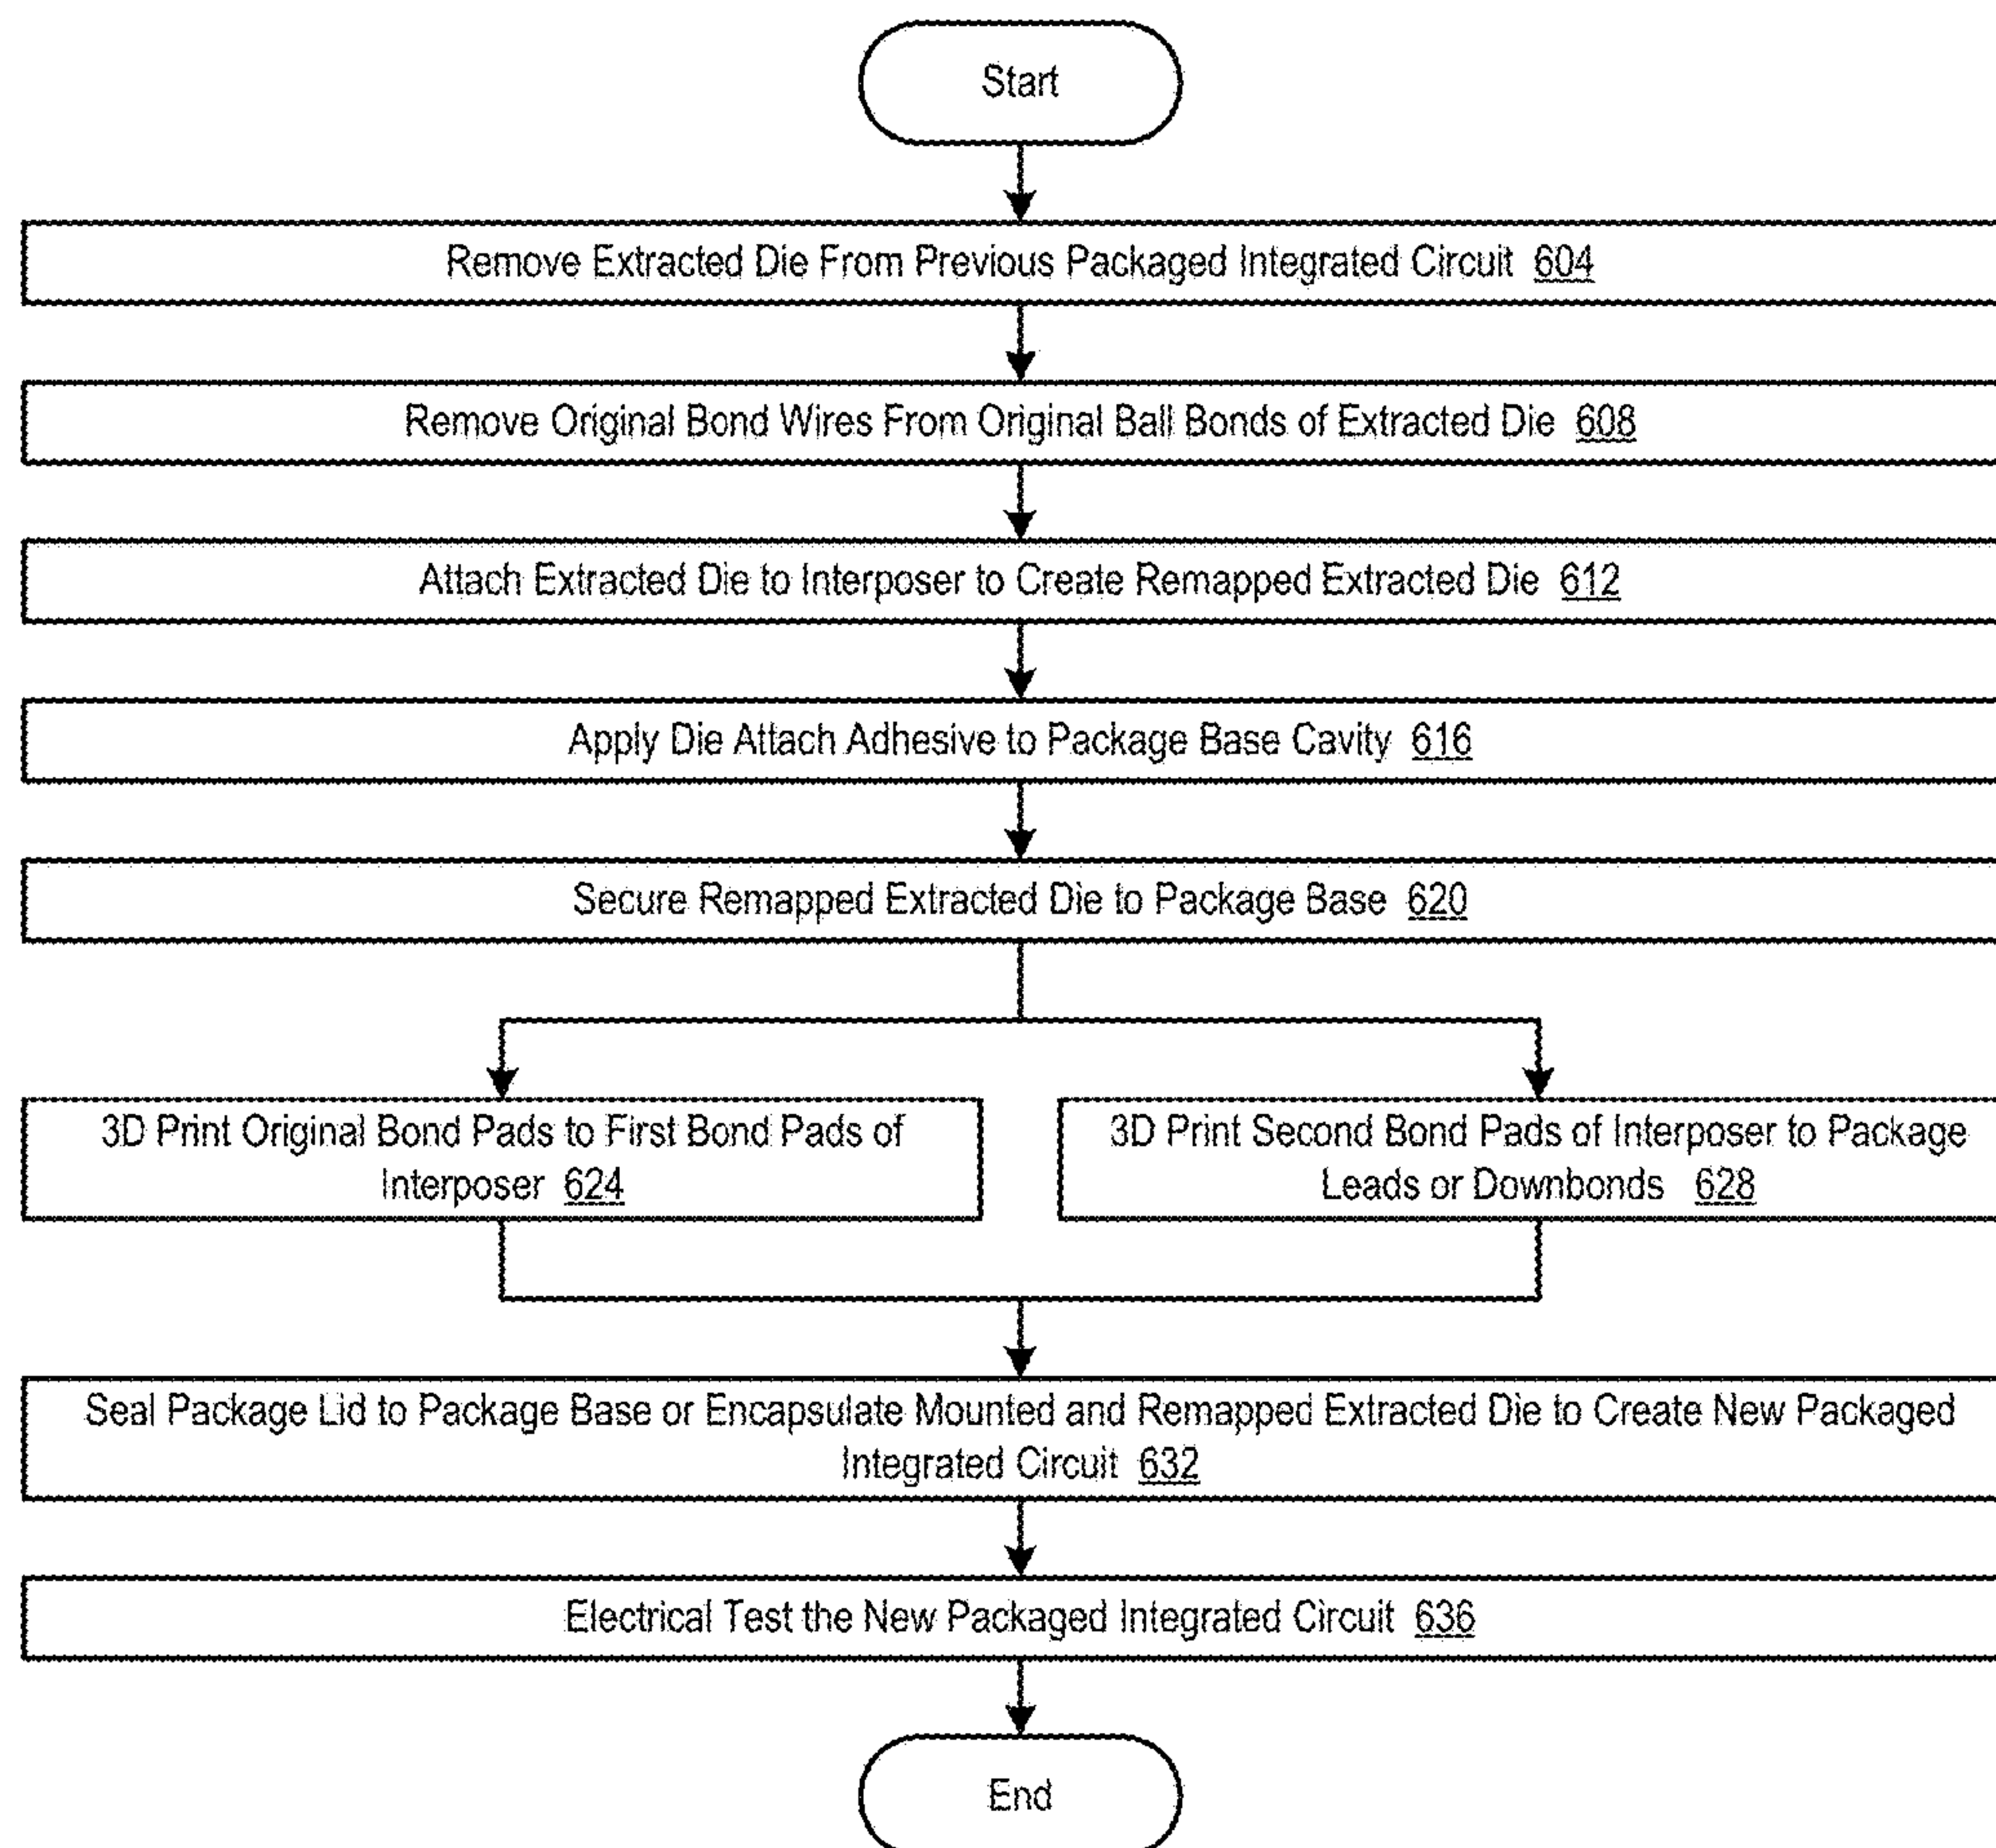 Start
Remove Extracted Die From Previous Packaged Integrated Circuit 604
Remove Original Bond Wires From Original Ball Bonds of Extracted Die 608
Attach Extracted Die to Interposer to Create Remapped Extracted Die 612
Apply Die Attach Adhesive to Package Base Cavity 616
Secure Remapped Extracted Die to Package Base 620
3D Print Original Bond Pads to First Bond Pads of
Interposer 624
3D Print Second Bond Pads of Interposer to Package
Leads or Downbonds 628
Seal Package Lid to Package Base or Encapsulate Mounted and Remapped Extracted Die to Create New Packaged
Integrated Circuit 632
Electrical Test the New Packaged Integrated Circuit 636
End